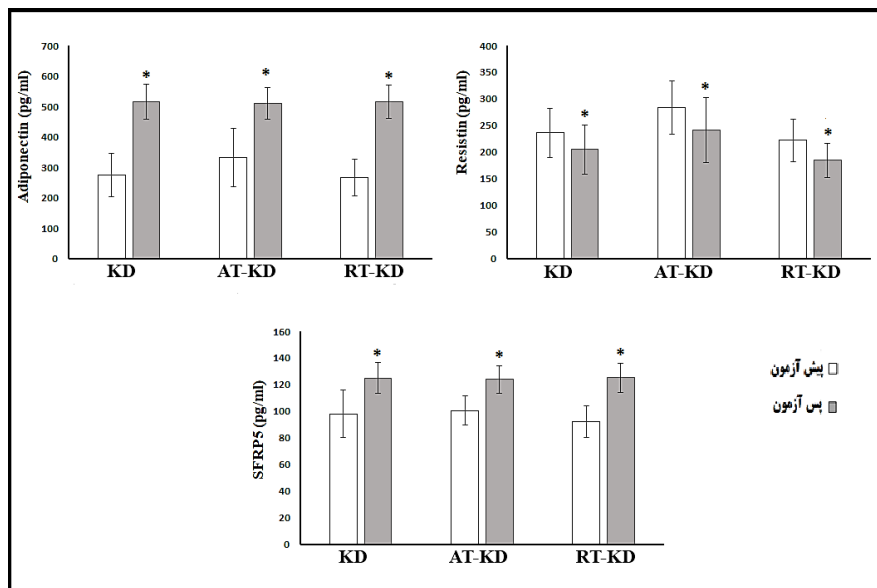 Adiponectin (pg/ml)
700
600
500
400
300
200
100
0
*
*
*
KD
AT-KD
RT-KD
Resistin (pg/ml)
400
350
300
250
200
150
100
50
0
*
*
*
KD
AT-KD
RT-KD
SFRP5 (pg/ml)
160
140
120
100
80
60
40
20
0
*
*
*
KD
AT-KD
RT-KD
پیش آزمون
پس آزمون